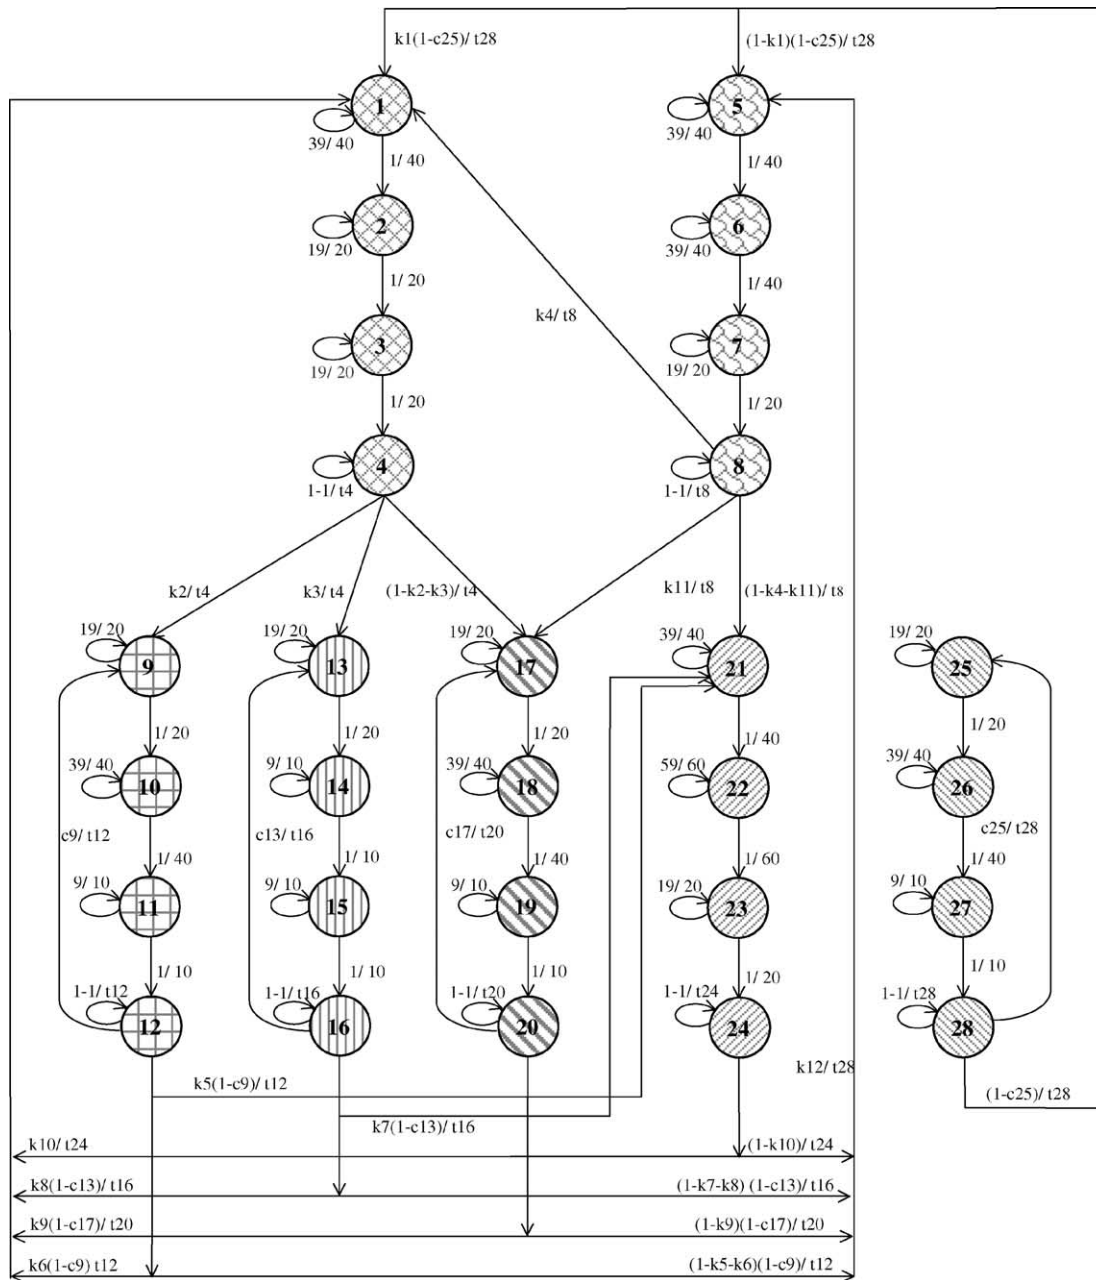 k1(1-c25)/ t28
(1-k1)(1-c25)/ t28
1
5
39/ 40
39/ 40
1/ 40
1/ 40
2
6
19/ 20
39/ 40
1/ 20
1/ 40
k4/ t8
3
7
19/ 20
19/ 20
1/ 20
1/ 20
4
8
1-1/ t4
1-1/ t8
k2/ t4
k3/ t4
(1-k2-k3)/ t4
k11/ t8
(1-k4-k11)/ t8
19/ 20
19/ 20
19/ 20
39/ 40
19/ 20
9
13
17
21
25
1/ 20
1/ 20
1/ 20
1/ 40
1/ 20
39/ 40
9/ 10
39/ 40
59/ 60
39/ 40
10
14
18
22
26
c9/ t12
c13/ t16
c17/ t20
c25/ t28
1/ 40
1/ 10
1/ 40
1/ 60
1/ 40
9/ 10
9/ 10
9/ 10
19/ 20
9/ 10
11
15
19
23
27
1/ 10
1/ 10
1/ 10
1/ 20
1/ 10
1-1/ t12
1-1/ t16
1-1/ t20
1-1/ t24
1-1/ t28
12
16
20
24
28
k12/ t28
k5(1-c9)/ t12
(1-c25)/ t28
k7(1-c13)/ t16
k10/ t24
(1-k10)/ t24
k8(1-c13)/ t16
(1-k7-k8) (1-c13)/ t16
k9(1-c17)/ t20
(1-k9)(1-c17)/ t20
k6(1-c9) t12
(1-k5-k6)(1-c9)/ t12